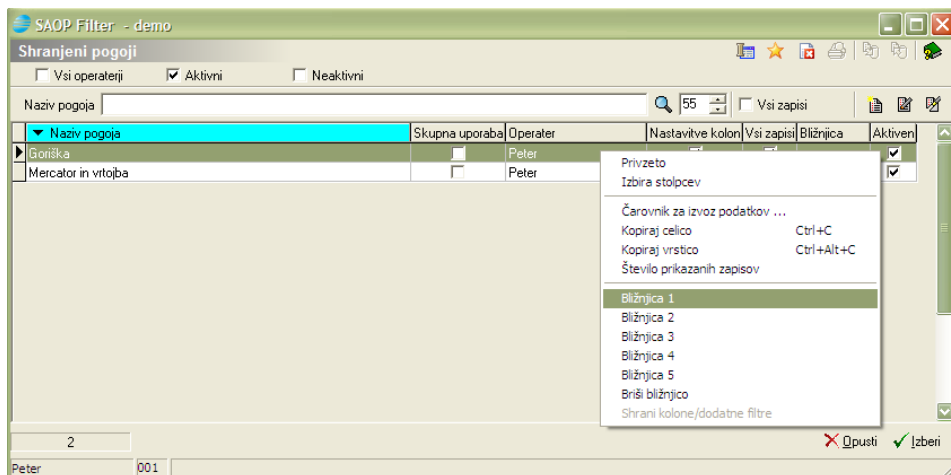 SAOP Filter - demo
Shranjeni pogoji
Vsi operaterji Aktivni Neaktivni
Naziv pogoja 55 Vsi zapisi
Naziv pogoja Skupna uporaba Operater Nastavitve kolon Vsi zapisi Bližnjica Aktiven
Goriška Peter
Mercator in vrtojba Peter
Privzeto
Izbira stolpcev
Čarovnik za izvoz podatkov ...
Kopiraj celico Ctrl+C
Kopiraj vrstico Ctrl+Alt+C
Število prikazanih zapisov
Bližnjica 1
Bližnjica 2
Bližnjica 3
Bližnjica 4
Bližnjica 5
Briši bližnjico
Shrani kolone/dodatne filtre
2 Opusti Izberi
Peter 001